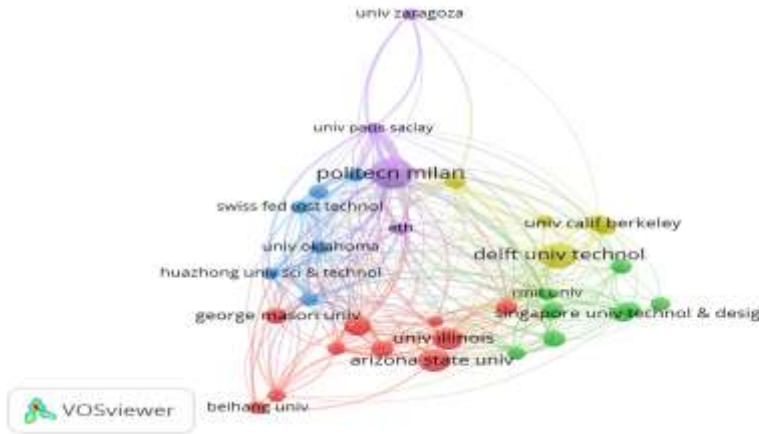 univ zaragoza
univ paris saclay
politecn milan
swiss fed inst technol
univ calif berkeley
eth
univ oklahoma
delft univ technol
huazhong univ sci & technol
rmit univ
george mason univ
singapore univ technol & desig
univ illinois
arizona state univ
beihang univ
VOSviewer